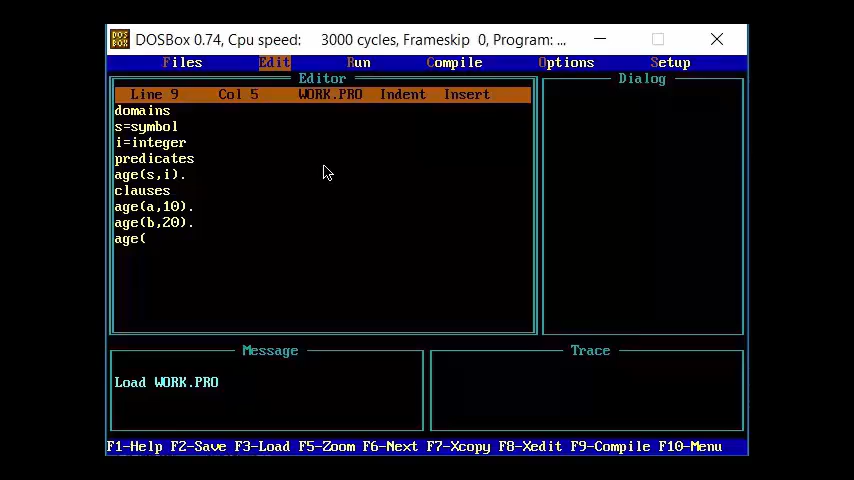 DOS BOX DOSBox 0.74, Cpu speed: 3000 cycles, Frameskip 0, Program: ...
Files Edit Run Compile Options Setup
Editor Dialog
Line 9 Col 5 WORK.PRO Indent Insert
domains
s=symbol
i=integer
predicates
age(s,i).
clauses
age(a,10).
age(b,20).
age(
Message Trace
Load WORK.PRO
F1-Help F2-Save F3-Load F5-Zoom F6-Next F7-Xcopy F8-Xedit F9-Compile F10-Menu